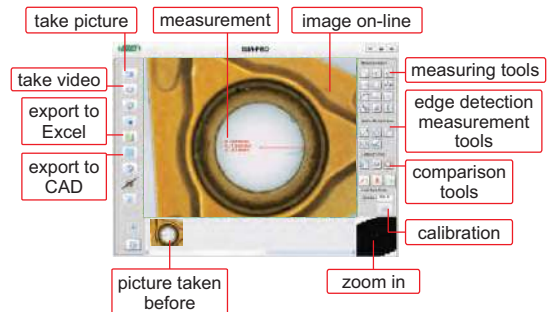 take picture
measurement
image on-line
take video
export to
Excel
export to
CAD
measuring tools
edge detection
measurement
tools
comparison
tools
calibration
picture taken
before
zoom in